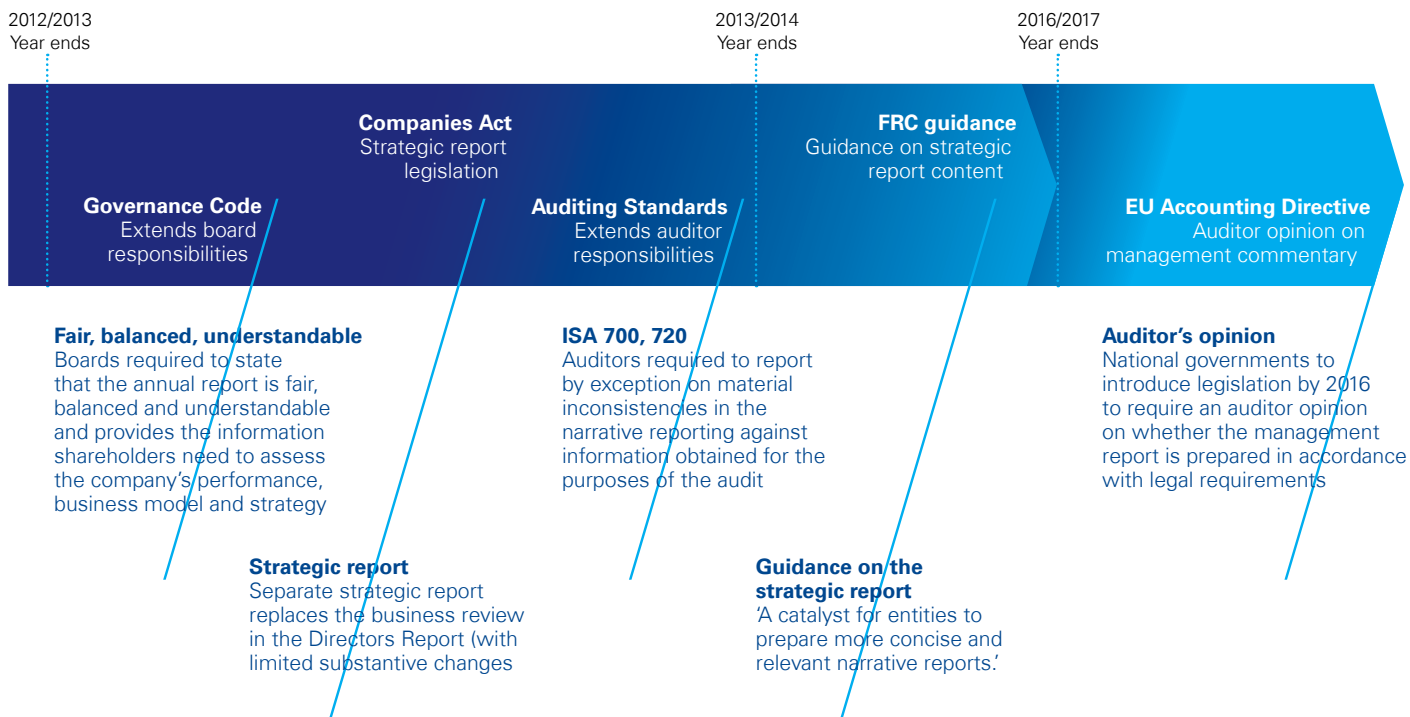 2012/2013
Year ends
2013/2014
Year ends
2016/2017
Year ends
Governance Code
Extends board
responsibilities
Companies Act
Strategic report
legislation
Auditing Standards
Extends auditor
responsibilities
FRC guidance
Guidance on strategic
report content
EU Accounting Directive
Auditor opinion on
management commentary
Fair, balanced, understandable
Boards required to state
that the annual report is fair,
balanced and understandable
and provides the information
shareholders need to assess
the company's performance,
business model and strategy
Strategic report
Separate strategic report
replaces the business review
in the Directors Report (with
limited substantive changes
ISA 700, 720
Auditors required to report
by exception on material
inconsistencies in the
narrative reporting against
information obtained for the
purposes of the audit
Guidance on the
strategic report
‘A catalyst for entities to
prepare more concise and
relevant narrative reports.’
Auditor’s opinion
National governments to
introduce legislation by 2016
to require an auditor opinion
on whether the management
report is prepared in accordance
with legal requirements